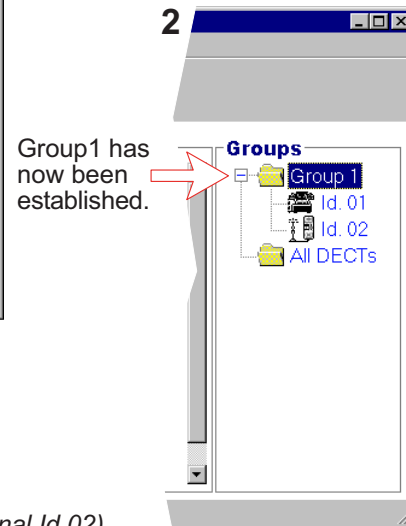 2
Group1 has
now been
established.
Groups
Group 1
Id. 01
Id. 02
All DECTs
nal Id 02)